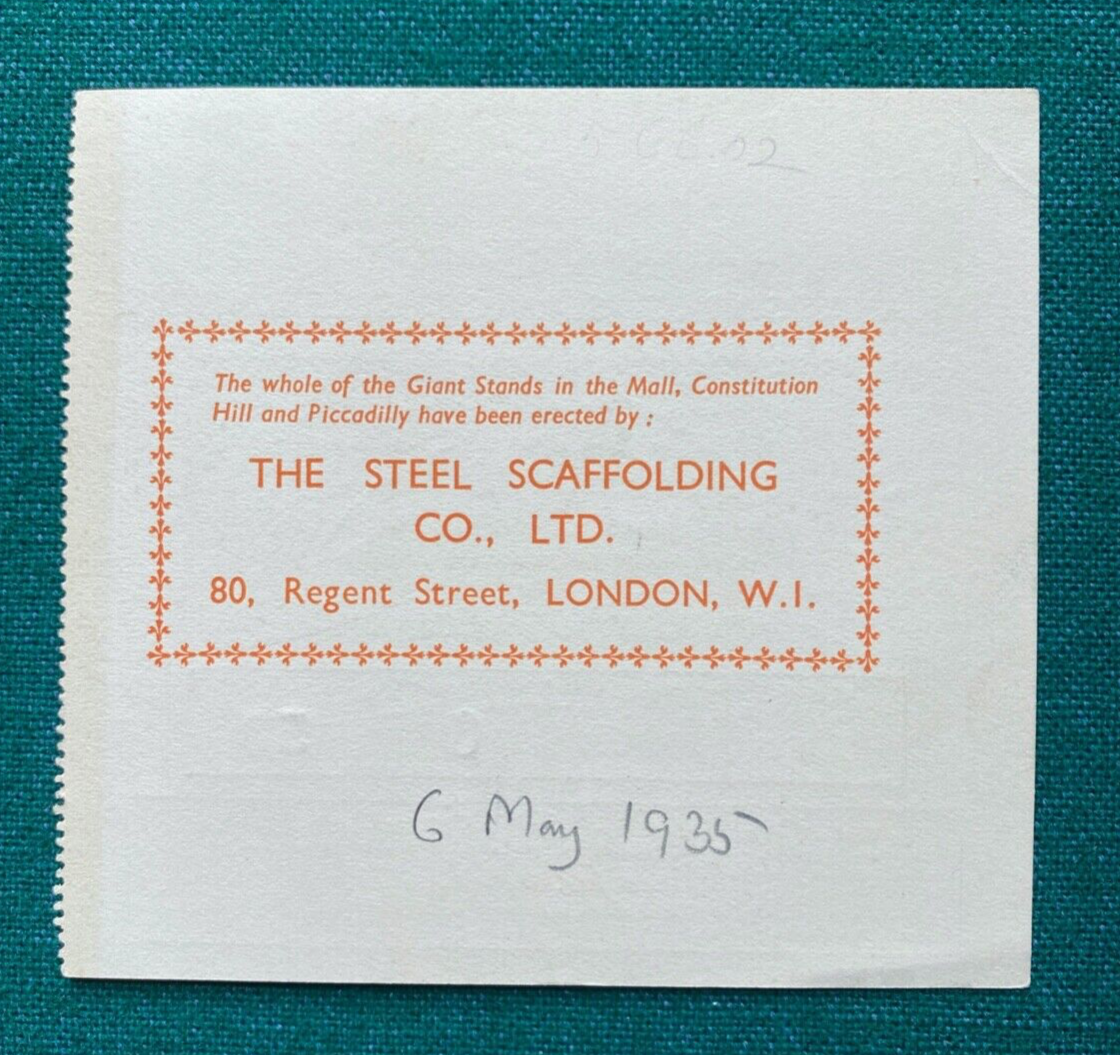 The whole of the Giant Stands in the Mall, Constitution
Hill and Piccadilly have been erected by :
THE STEEL SCAFFOLDING
CO., LTD.
80, Regent Street, LONDON, W.I.
6 May 1935